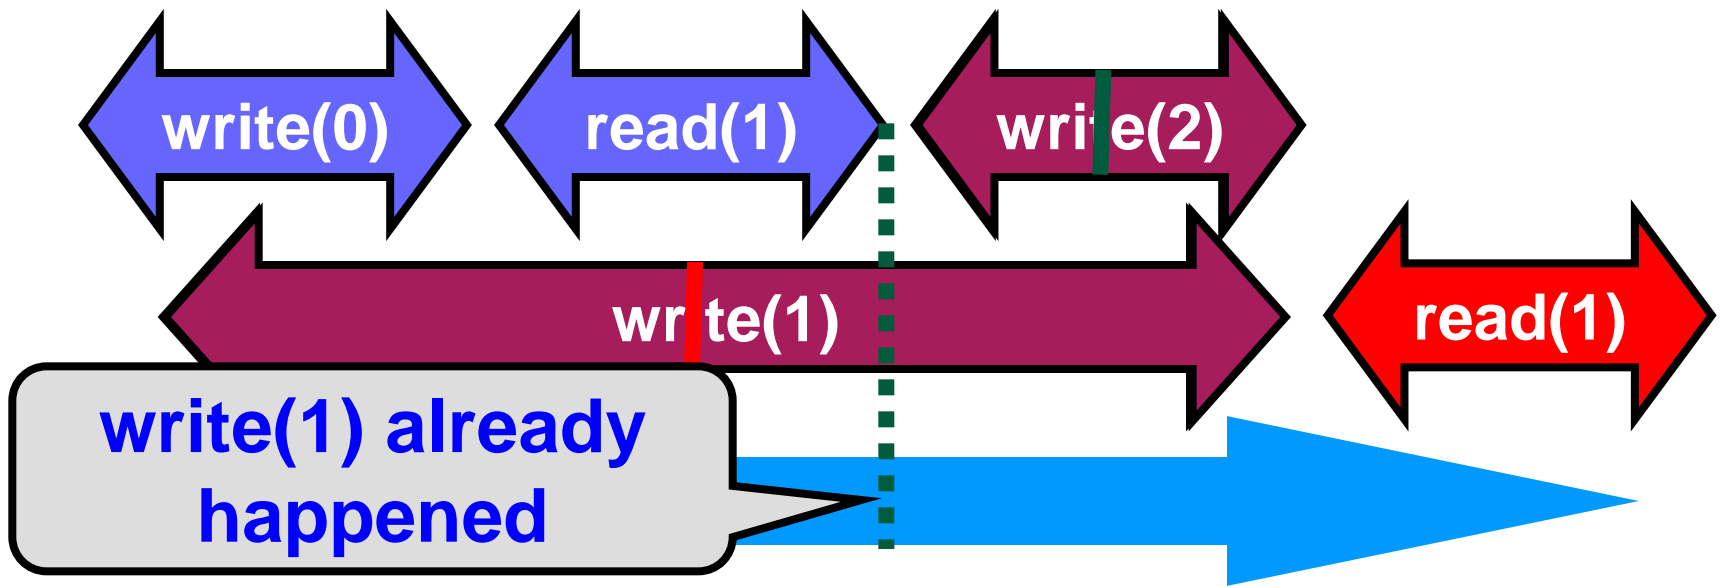 write(0) read(1) write(2)
write(1) read(1)
write(1) already
happened